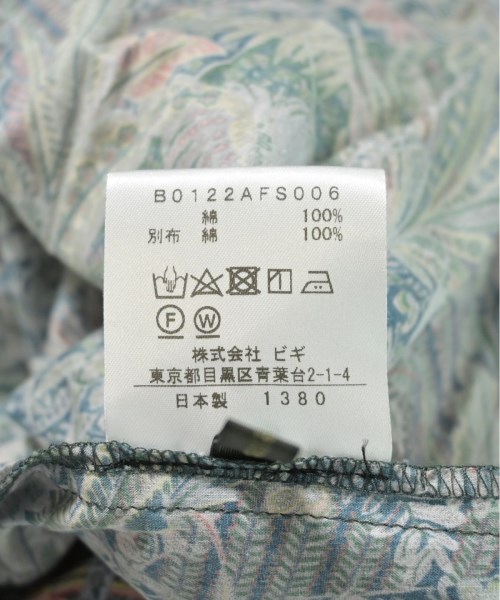 B0122AFS006
綿 100%
別布 綿 100%
F W
株式会社 ビギ
東京都目黒区青葉台2-1-4
日本製 1380